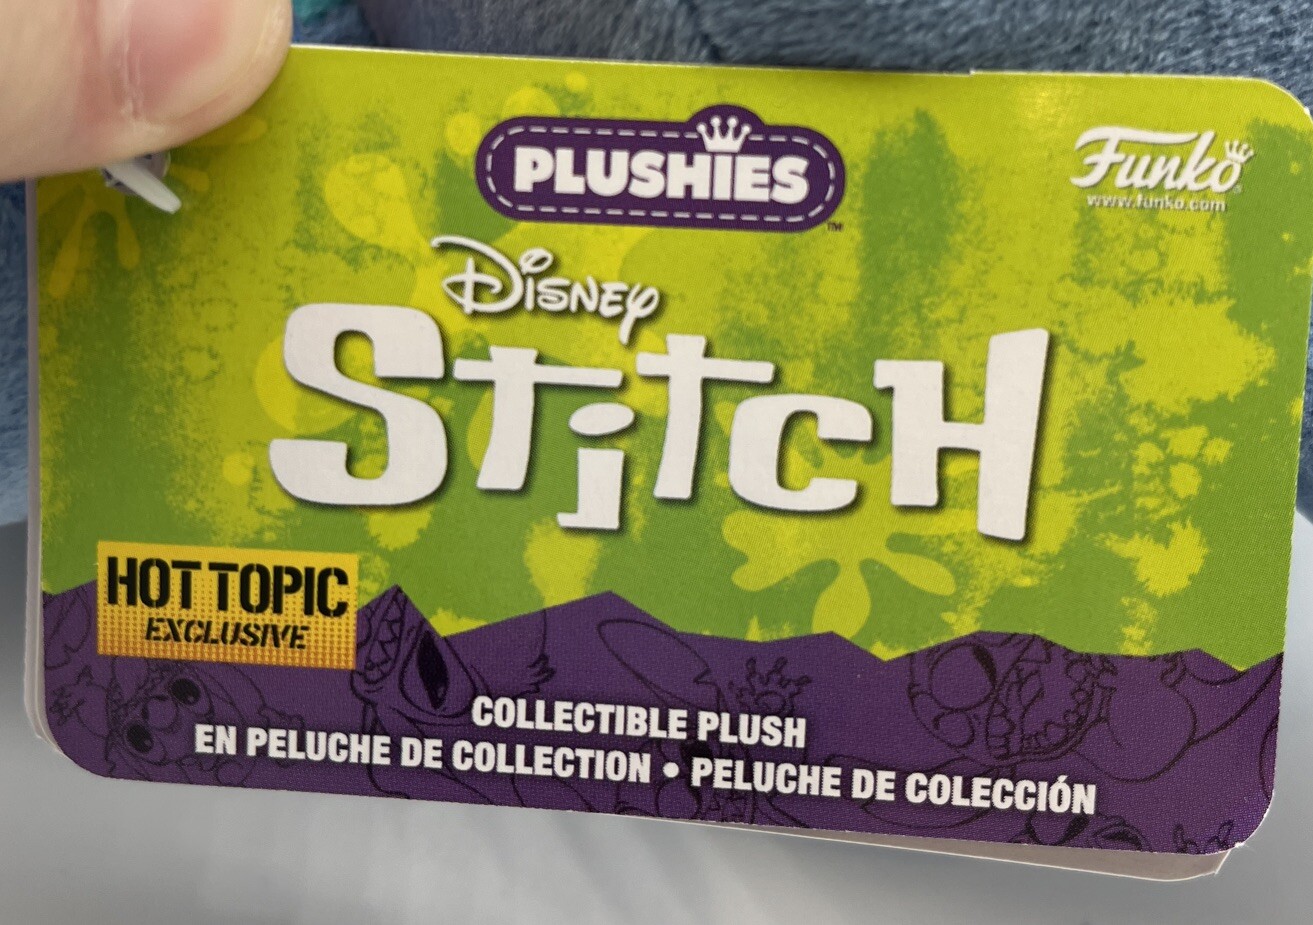 PLUSHIES
TM
Funko
www.funko.com
Disney
Stitch
HOT TOPIC
EXCLUSIVE
COLLECTIBLE PLUSH
EN PELUCHE DE COLLECTION • PELUCHE DE COLECCIÓN